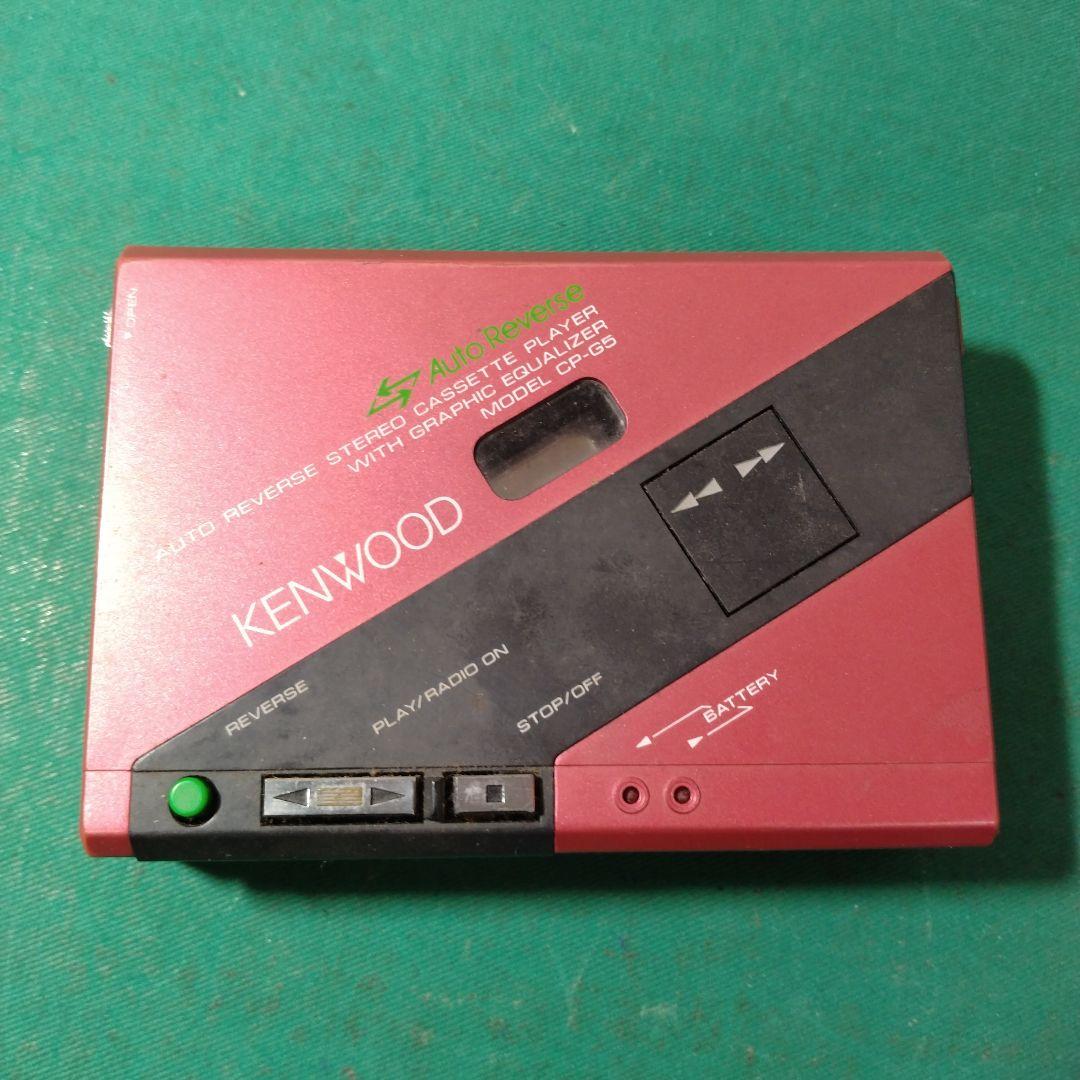 OPEN
Auto Reverse
AUTO REVERSE STEREO CASSETTE PLAYER
WITH GRAPHIC EQUALIZER
MODEL CP-G5
KENWOOD
REVERSE
PLAY/RADIO ON
STOP/OFF
BATTERY